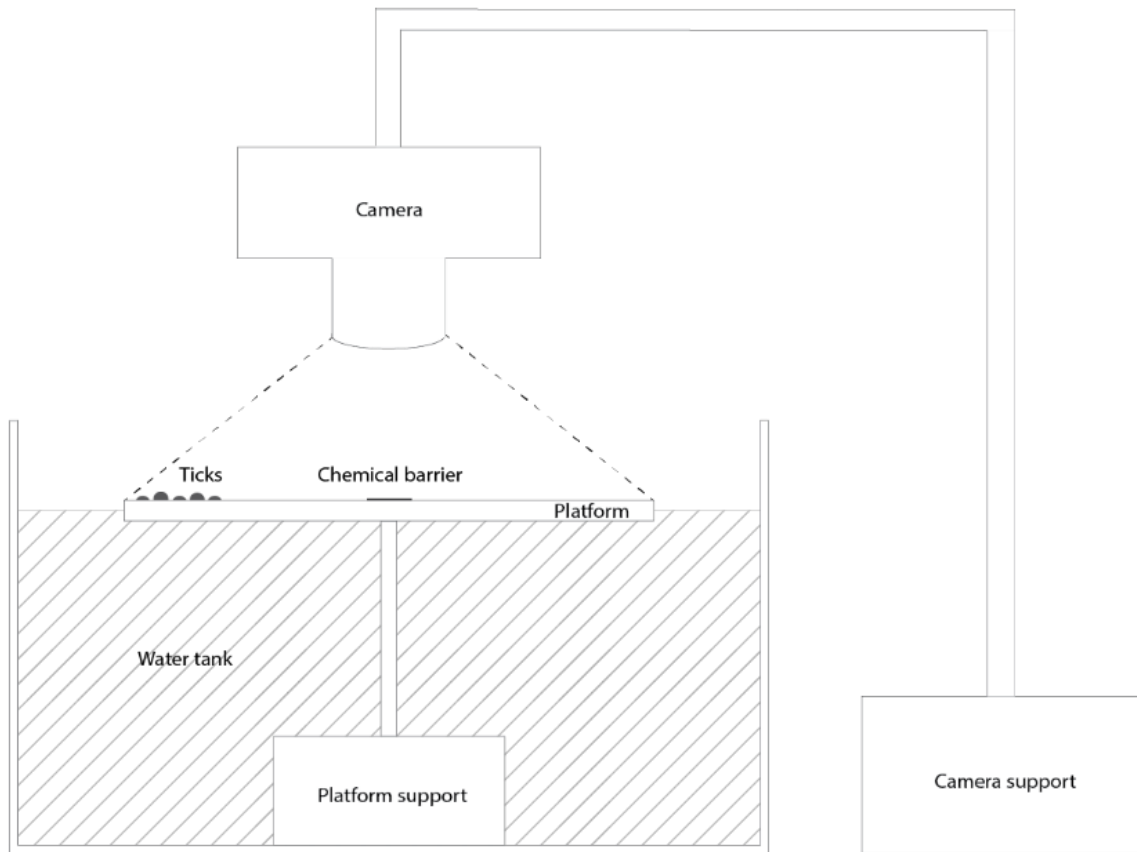 Camera
Ticks
Chemical barrier
Platform
Water tank
Platform support
Camera support